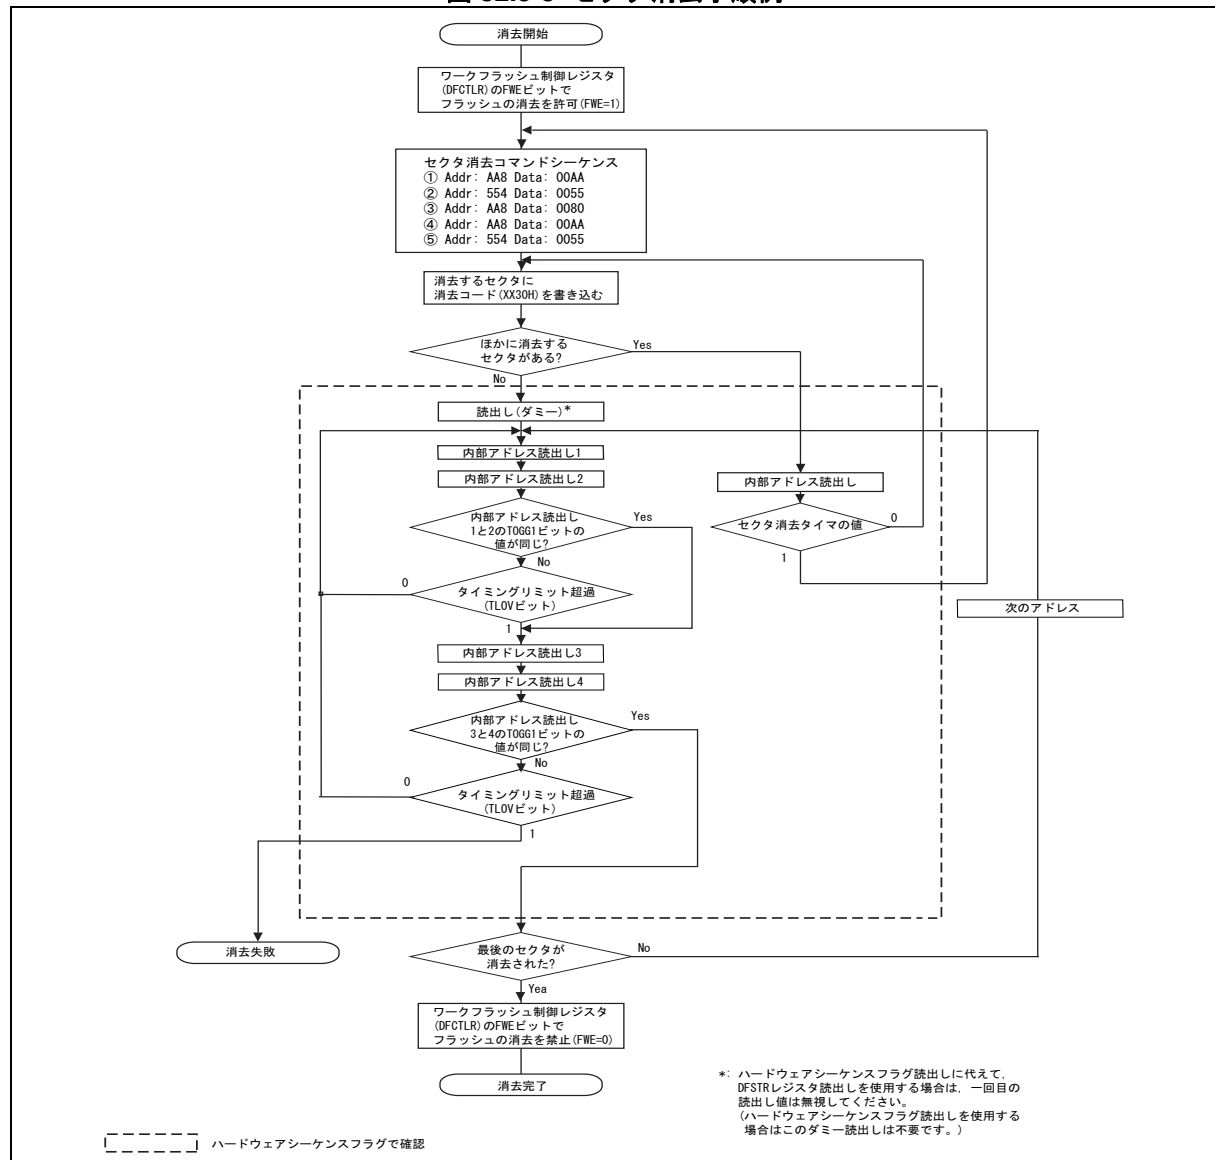 消去開始
ワークフラッシュ制御レジスタ
(DFCTLR)のFWEビットで
フラッシュの消去を許可(FWE=1)
セクタ消去コマンドシーケンス
① Addr: AA8 Data: 00AA
② Addr: 554 Data: 0055
③ Addr: AA8 Data: 0080
④ Addr: AA8 Data: 00AA
⑤ Addr: 554 Data: 0055
消去するセクタに
消去コード(XX30H)を書き込む
ほかに消去する
セクタがある?
Yes
No
読出し(ダミー)*
内部アドレス読出し1
内部アドレス読出し2
内部アドレス読出し
1と2のTOGG1ビットの
値が同じ?
Yes
No
内部アドレス読出し
セクタ消去タイマの値
0
1
タイミングリミット超過
(TLOVビット)
0
1
次のアドレス
内部アドレス読出し3
内部アドレス読出し4
内部アドレス読出し
3と4のTOGG1ビットの
値が同じ?
Yes
No
タイミングリミット超過
(TLOVビット)
0
1
消去失敗
最後のセクタが
消去された?
No
Yea
ワークフラッシュ制御レジスタ
(DFCTLR)のFWEビットで
フラッシュの消去を禁止(FWE=0)
消去完了
*: ハードウェアシーケンスフラグ読出しに代えて,
DFSTRレジスタ読出しを使用する場合は, 一回目の
読出し値は無視してください。
(ハードウェアシーケンスフラグ読出しを使用する
場合はこのダミー読出しは不要です。)
ハードウェアシーケンスフラグで確認